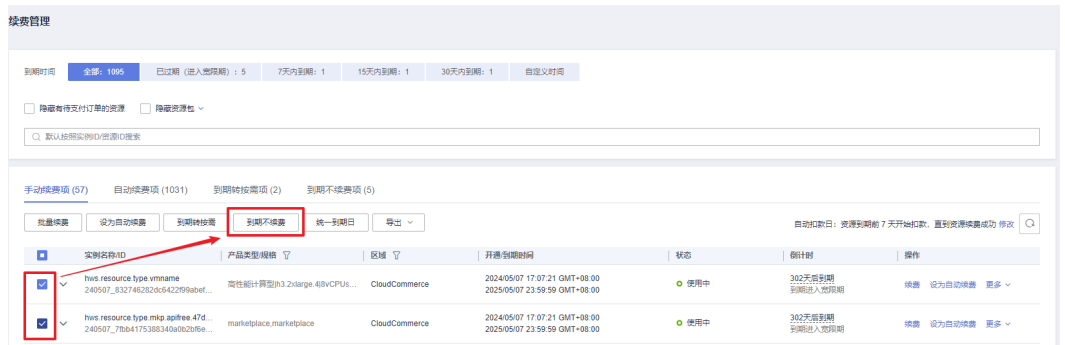 续费管理
到期时间 全部：1095 已过期（进入宽限期）：5 7天内到期：1 15天内到期：1 30天内到期：1 自定义时间
隐藏有待支付订单的资源 隐藏资源包
默认按照实例ID/资源ID搜索
手动续费项 (57) 自动续费项 (1031) 到期转按需项 (2) 到期不续费项 (5)
批量续费 设为自动续费 到期转按需 到期不续费 统一到期日 导出 自动扣款日：资源到期前 7 天开始扣款，直到资源续费成功 修改
实例名称/ID 产品类型/规格 区域 开通/到期时间 状态 倒计时 操作
hws.resource.type.vmname 高性能计算型|h3.2xlarge.4|8vCPUs... CloudCommerce 2024/05/07 17:07:21 GMT+08:00 使用中 302天后到期 续费 设为自动续费 更多
240507_832746282dc6422f99abef... 2025/05/07 23:59:59 GMT+08:00 到期进入宽限期
hws.resource.type.mkp.apifree.47d... marketplace,marketplace CloudCommerce 2024/05/07 17:07:21 GMT+08:00 使用中 302天后到期 续费 设为自动续费 更多
240507_7fbb4175388340a0b2bf6e... 2025/05/07 23:59:59 GMT+08:00 到期进入宽限期